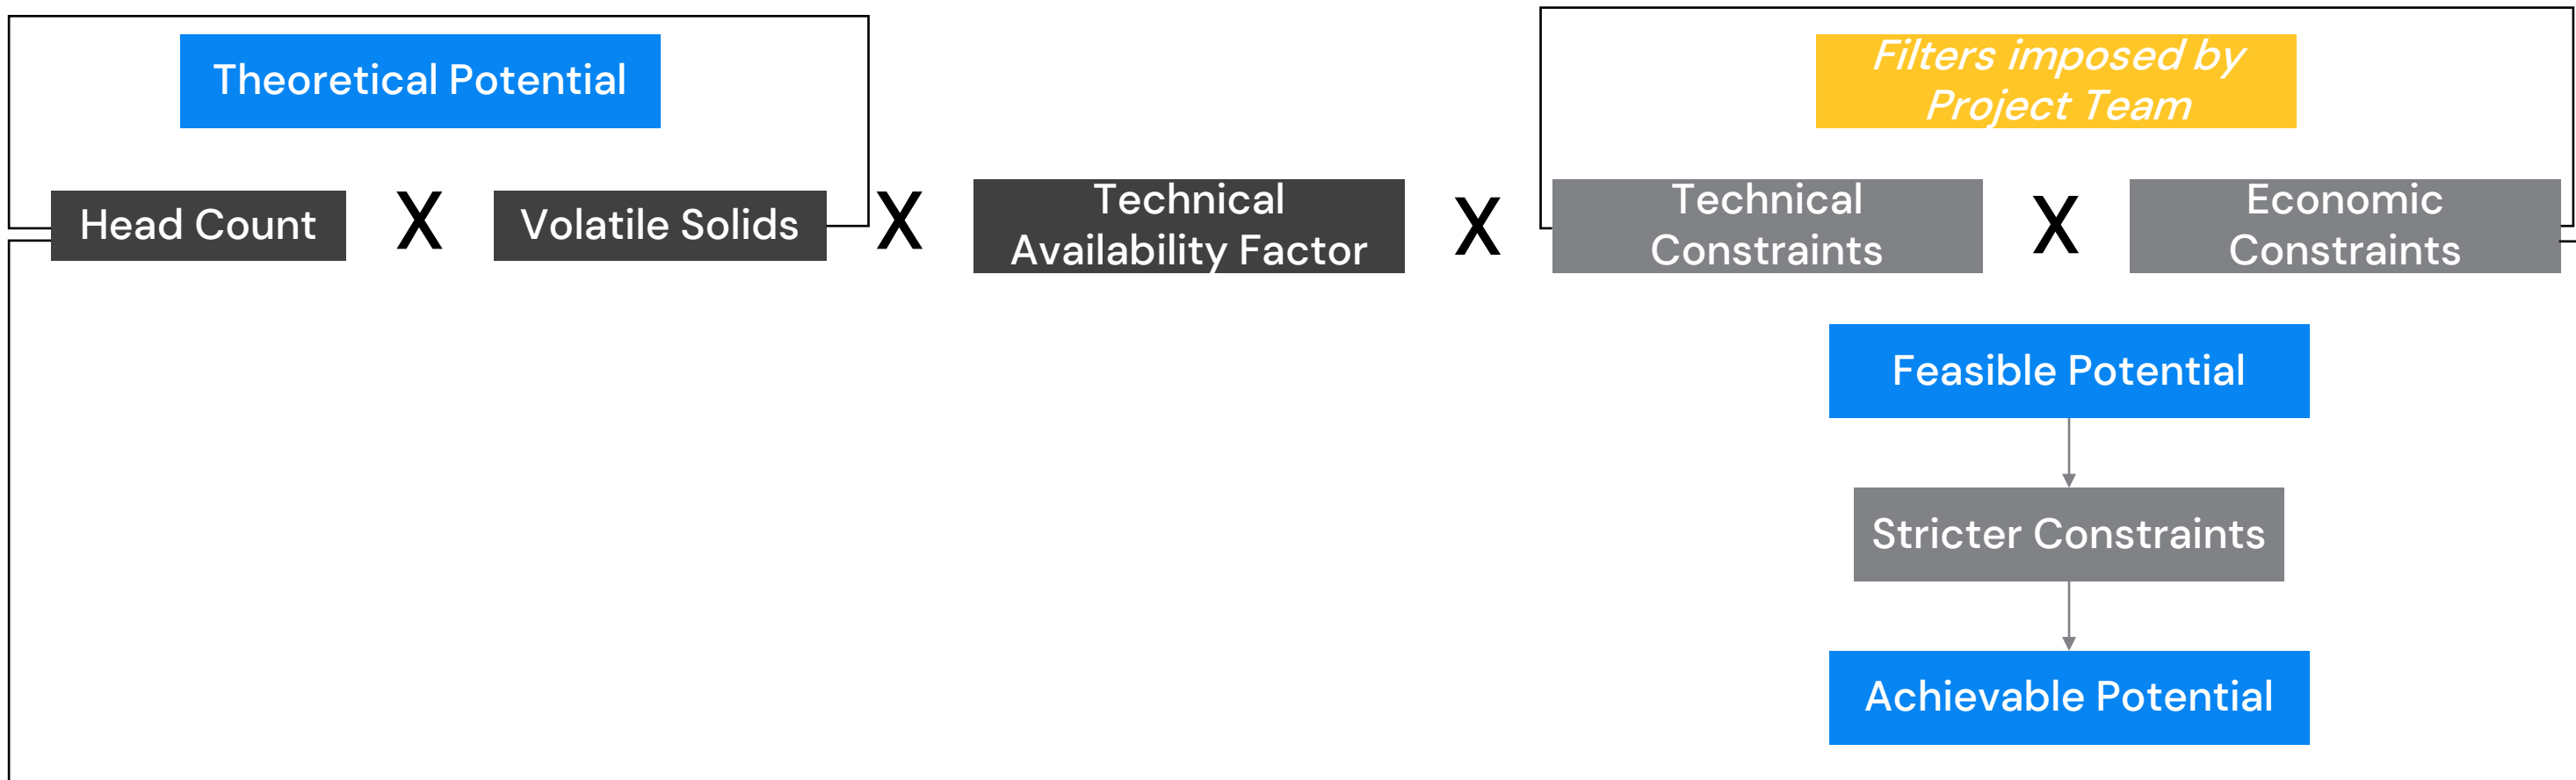 Theoretical Potential
Filters imposed by
Project Team
Head Count
X
Volatile Solids
X
Technical
Availability Factor
X
Technical
Constraints
X
Economic
Constraints
Feasible Potential
Stricter Constraints
Achievable Potential